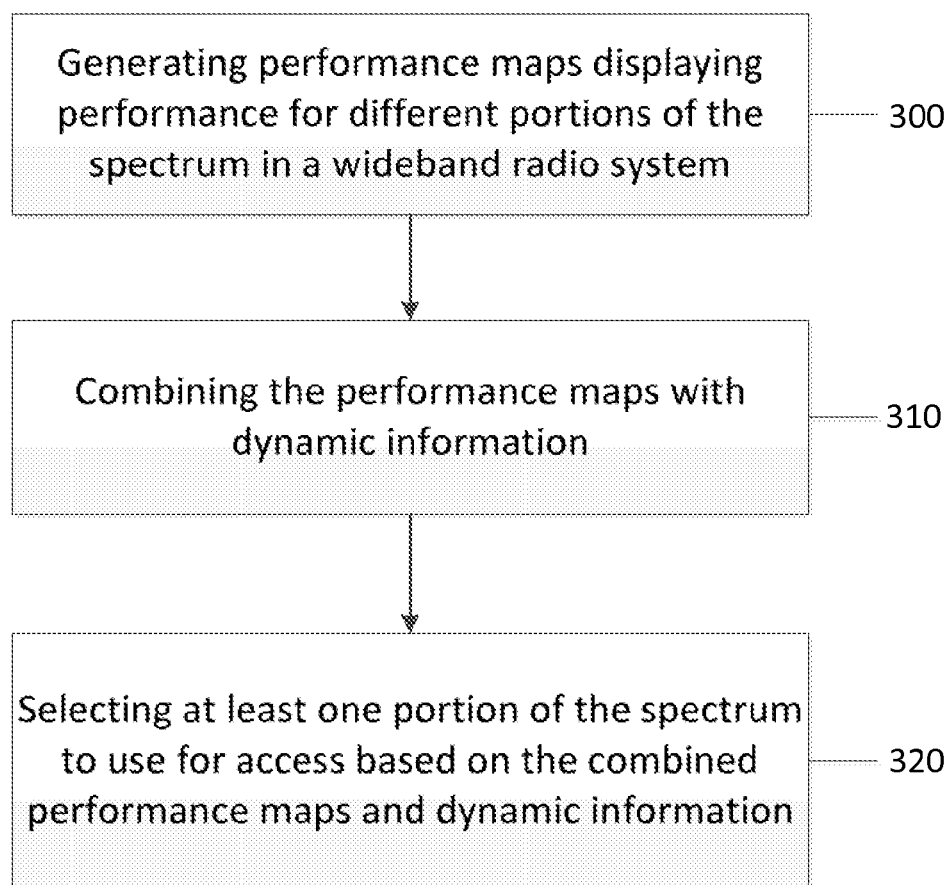 Generating performance maps displaying
performance for different portions of the
spectrum in a wideband radio system
300
Combining the performance maps with
dynamic information
310
Selecting at least one portion of the spectrum
to use for access based on the combined
performance maps and dynamic information
320